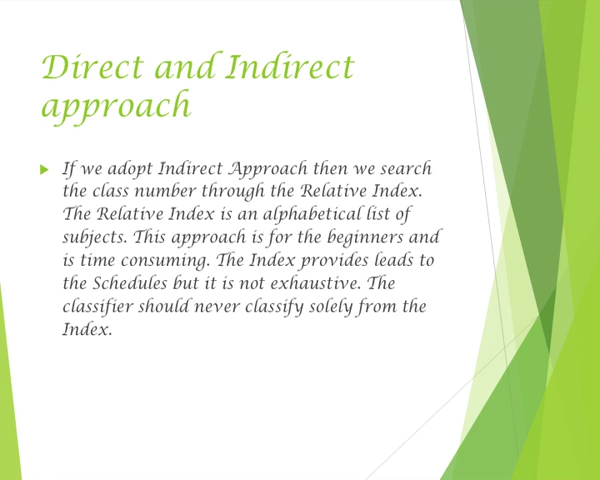 Direct and Indirect
approach
If we adopt Indirect Approach then we search
the class number through the Relative Index.
The Relative Index is an alphabetical list of
subjects. This approach is for the beginners and
is time consuming. The Index provides leads to
the Schedules but it is not exhaustive. The
classifier should never classify solely from the
Index.